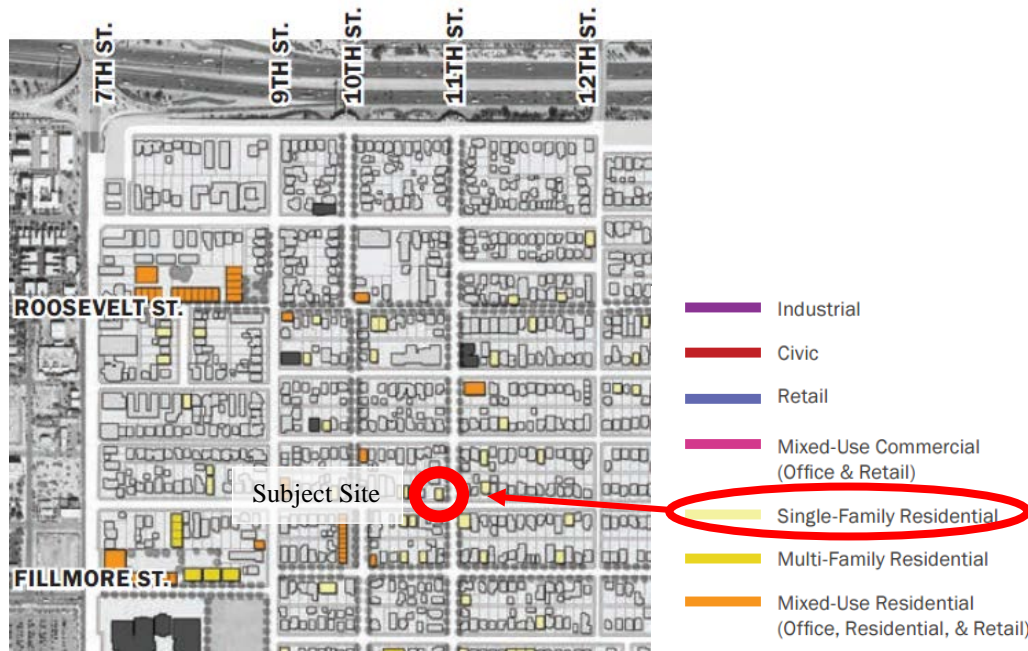 7TH ST.
9TH ST.
10TH ST.
11TH ST.
12TH ST.
ROOSEVELT ST.
Subject Site
FILLMORE ST.
Industrial
Civic
Retail
Mixed-Use Commercial
(Office & Retail)
Single-Family Residential
Multi-Family Residential
Mixed-Use Residential
(Office, Residential, & Retail)